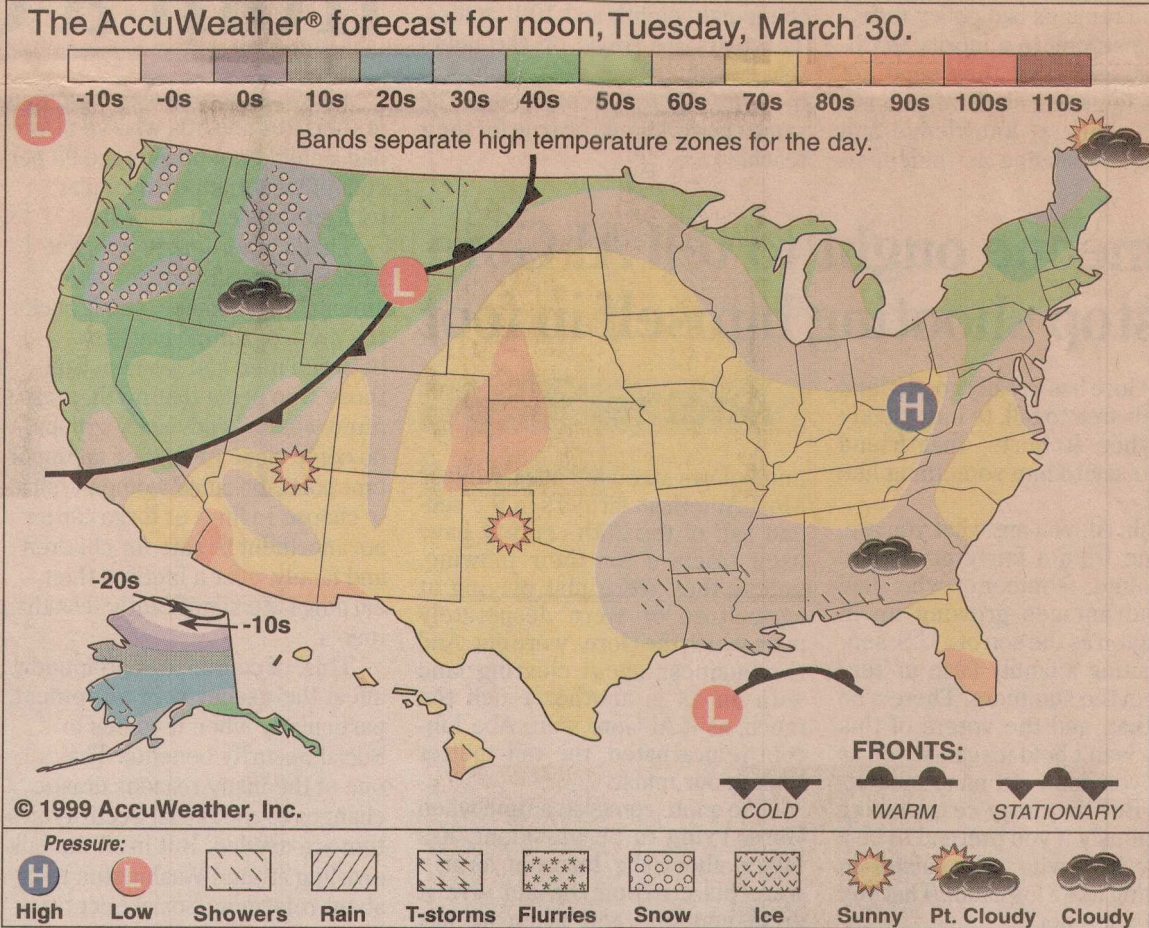 The AccuWeather® forecast for noon, Tuesday, March 30.
-10s -0s 0s 10s 20s 30s 40s 50s 60s 70s 80s 90s 100s 110s
L
Bands separate high temperature zones for the day.
L
H
-20s
-10s
L
FRONTS:
COLD WARM STATIONARY
© 1999 AccuWeather, Inc.
Pressure:
H L
High Low Showers Rain T-storms Flurries Snow Ice Sunny Pt. Cloudy Cloudy